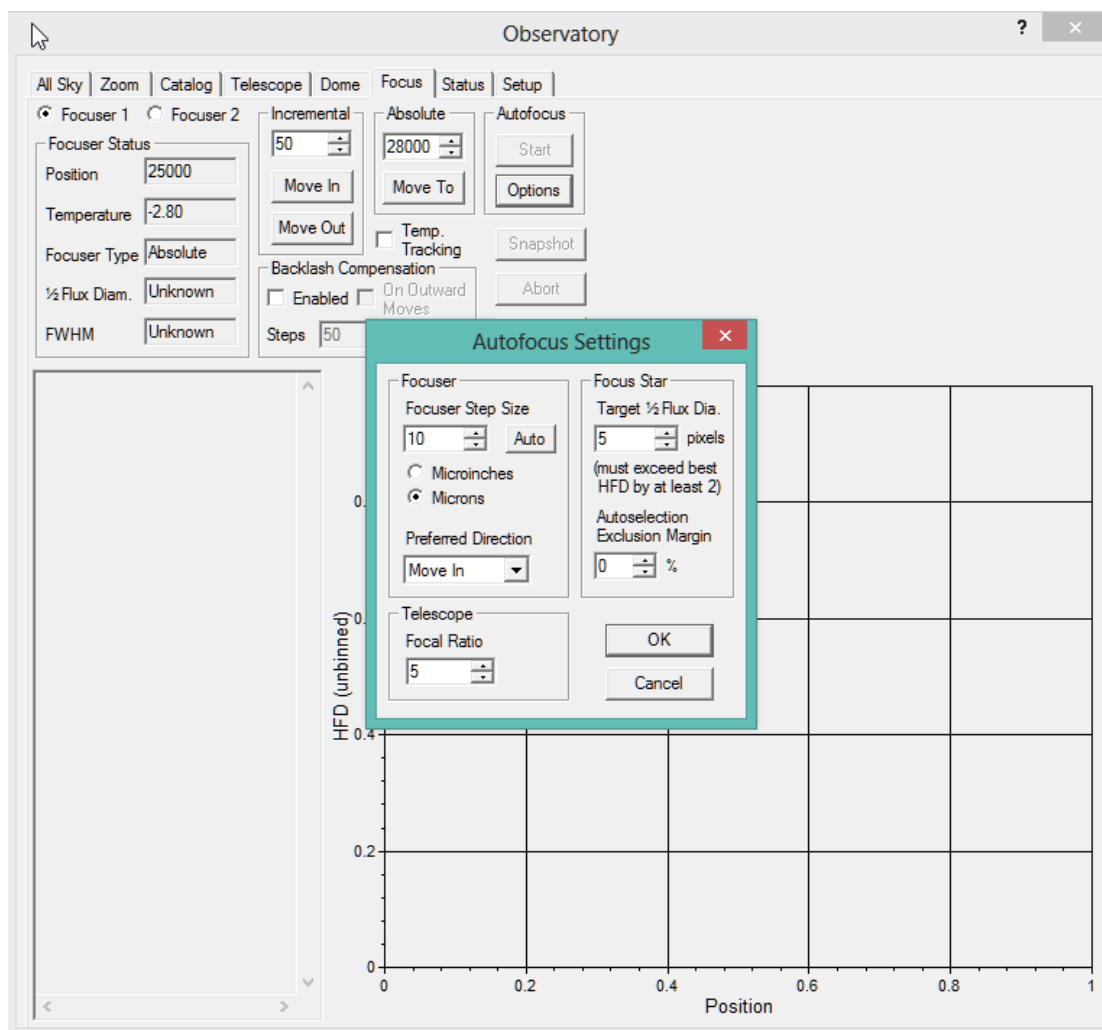 Observatory
?
All Sky Zoom Catalog Telescope Dome Focus Status Setup
Focuser 1 Focuser 2
Focuser Status
Position 25000
Temperature -2.80
Focuser Type Absolute
½ Flux Diam. Unknown
FWHM Unknown
Incremental
50
Move In
Move Out
Absolute
28000
Move To
Temp.
Tracking
Autofocus
Start
Options
Snapshot
Abort
Backlash Compensation
Enabled On Outward
Moves
Steps 50
Autofocus Settings
Focuser
Focuser Step Size
10 Auto
Microinches
Microns
Preferred Direction
Move In
Focus Star
Target ½ Flux Dia.
5 pixels
(must exceed best
HFD by at least 2)
Autoselection
Exclusion Margin
0 %
Telescope
Focal Ratio
5
OK
Cancel
HFD (unbinned)
0.
0.
0.4
0.2
0
0 0.2 0.4 0.6 0.8 1
Position